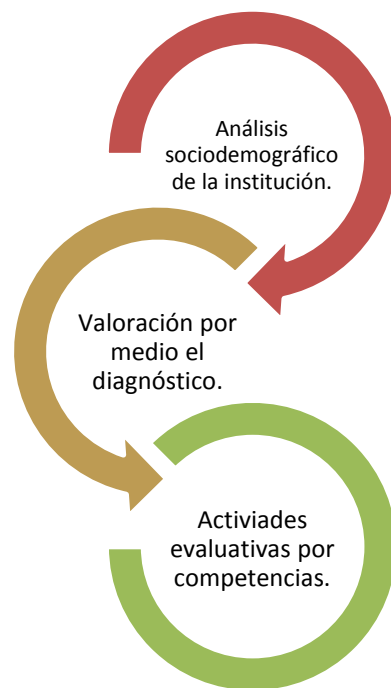 Análisis
sociodemográfico
de la institución.
Valoración por
medio el
diagnóstico.
Activiades
evaluativas por
competencias.